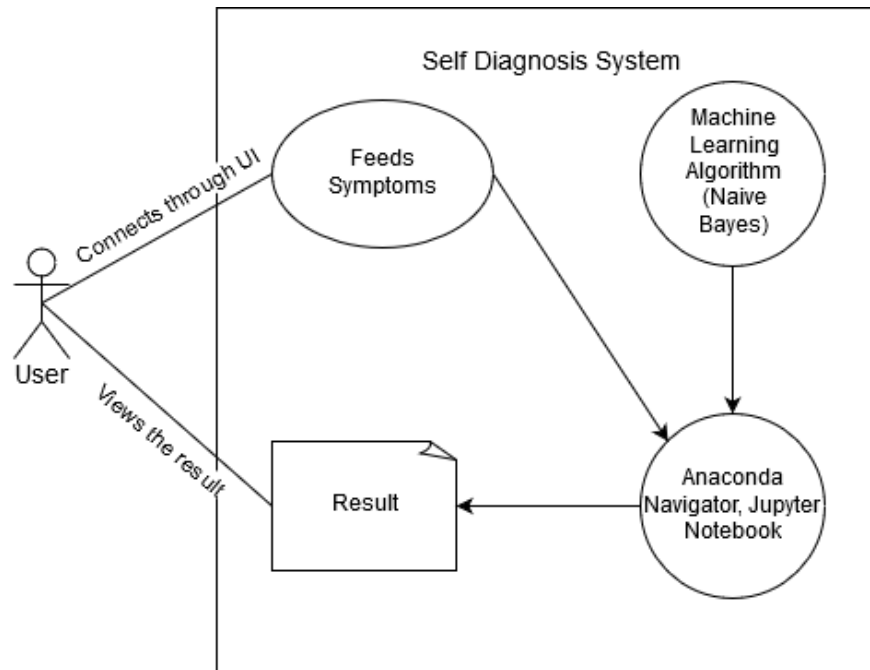 Self Diagnosis System
Connects through UI
Feeds
Symptoms
Machine
Learning
Algorithm
(Naive
Bayes)
User
Views the result
Result
Anaconda
Navigator, Jupyter
Notebook